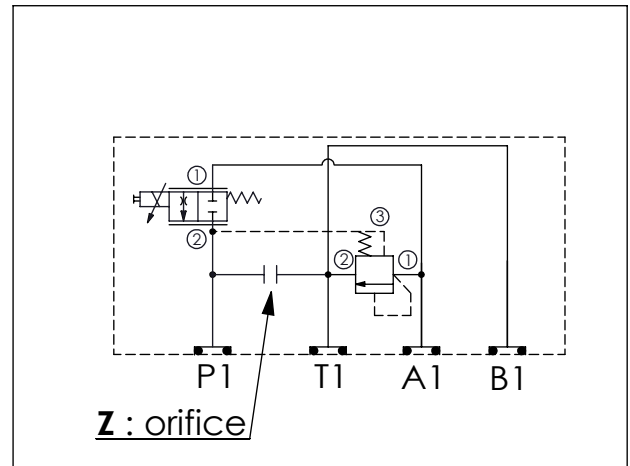 ①
②
③
② ①
P1 T1 A1 B1
Z : orifice